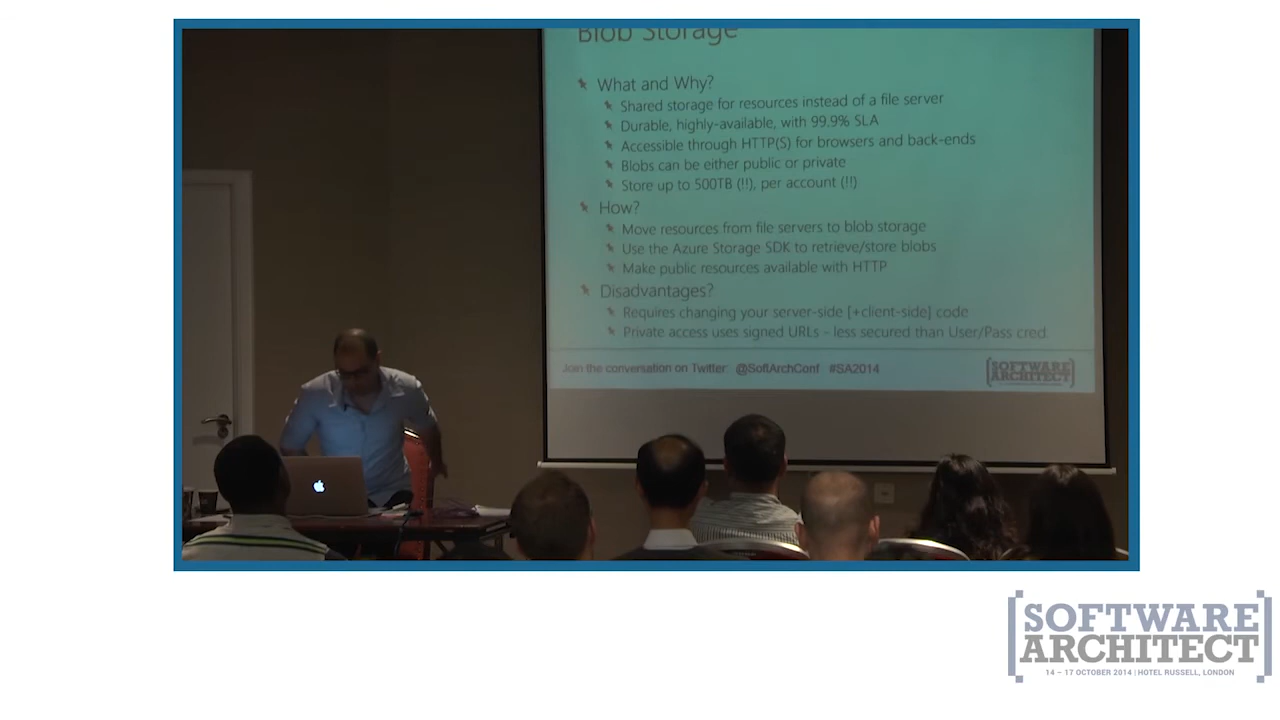 Blob Storage
What and Why?
Shared storage for resources instead of a file server
Durable, highly-available, with 99.9% SLA
Accessible through HTTP(S) for browsers and back-ends
Blobs can be either public or private
Store up to 500TB (!!), per account (!!)
How?
Move resources from file servers to blob storage
Use the Azure Storage SDK to retrieve/store blobs
Make public resources available with HTTP
Disadvantages?
Requires changing your server-side [+client-side] code
Private access uses signed URLs – less secured than User/Pass cred.
Join the conversation on Twitter: @SoftArchConf #SA2014
[SOFTWARE
ARCHITECT]
[SOFTWARE
ARCHITECT]
14 – 17 OCTOBER 2014 | HOTEL RUSSELL, LONDON